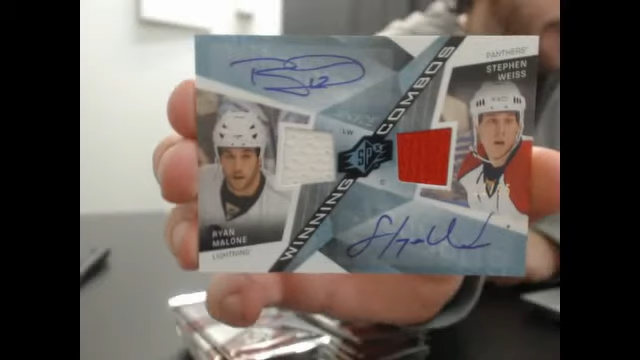 PANTHERS
STEPHEN
WEISS
WINNING COMBOS
LW
SPX
C
RYAN
MALONE
LIGHTNING